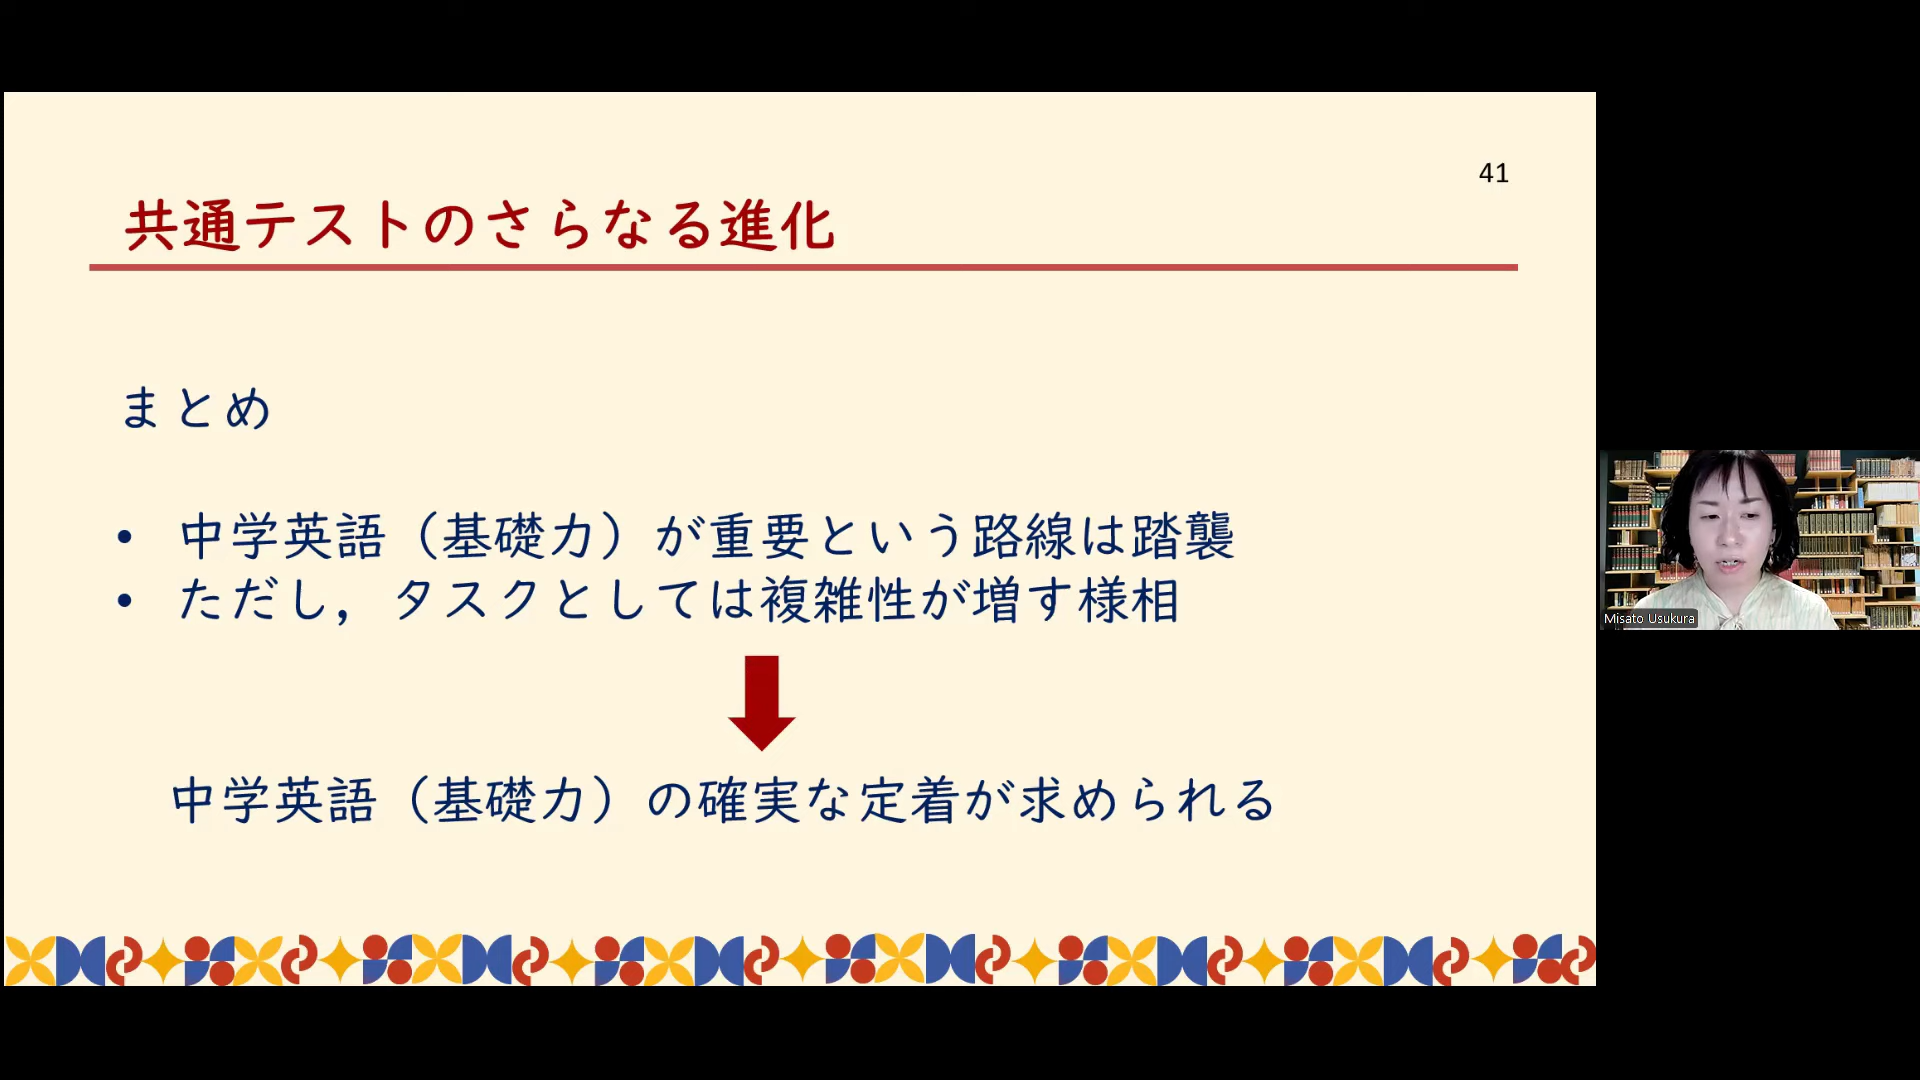 41
共通テストのさらなる進化
まとめ
• 中学英語（基礎力）が重要という路線は踏襲
• ただし，タスクとしては複雑性が増す様相
中学英語（基礎力）の確実な定着が求められる
Misato Usukura